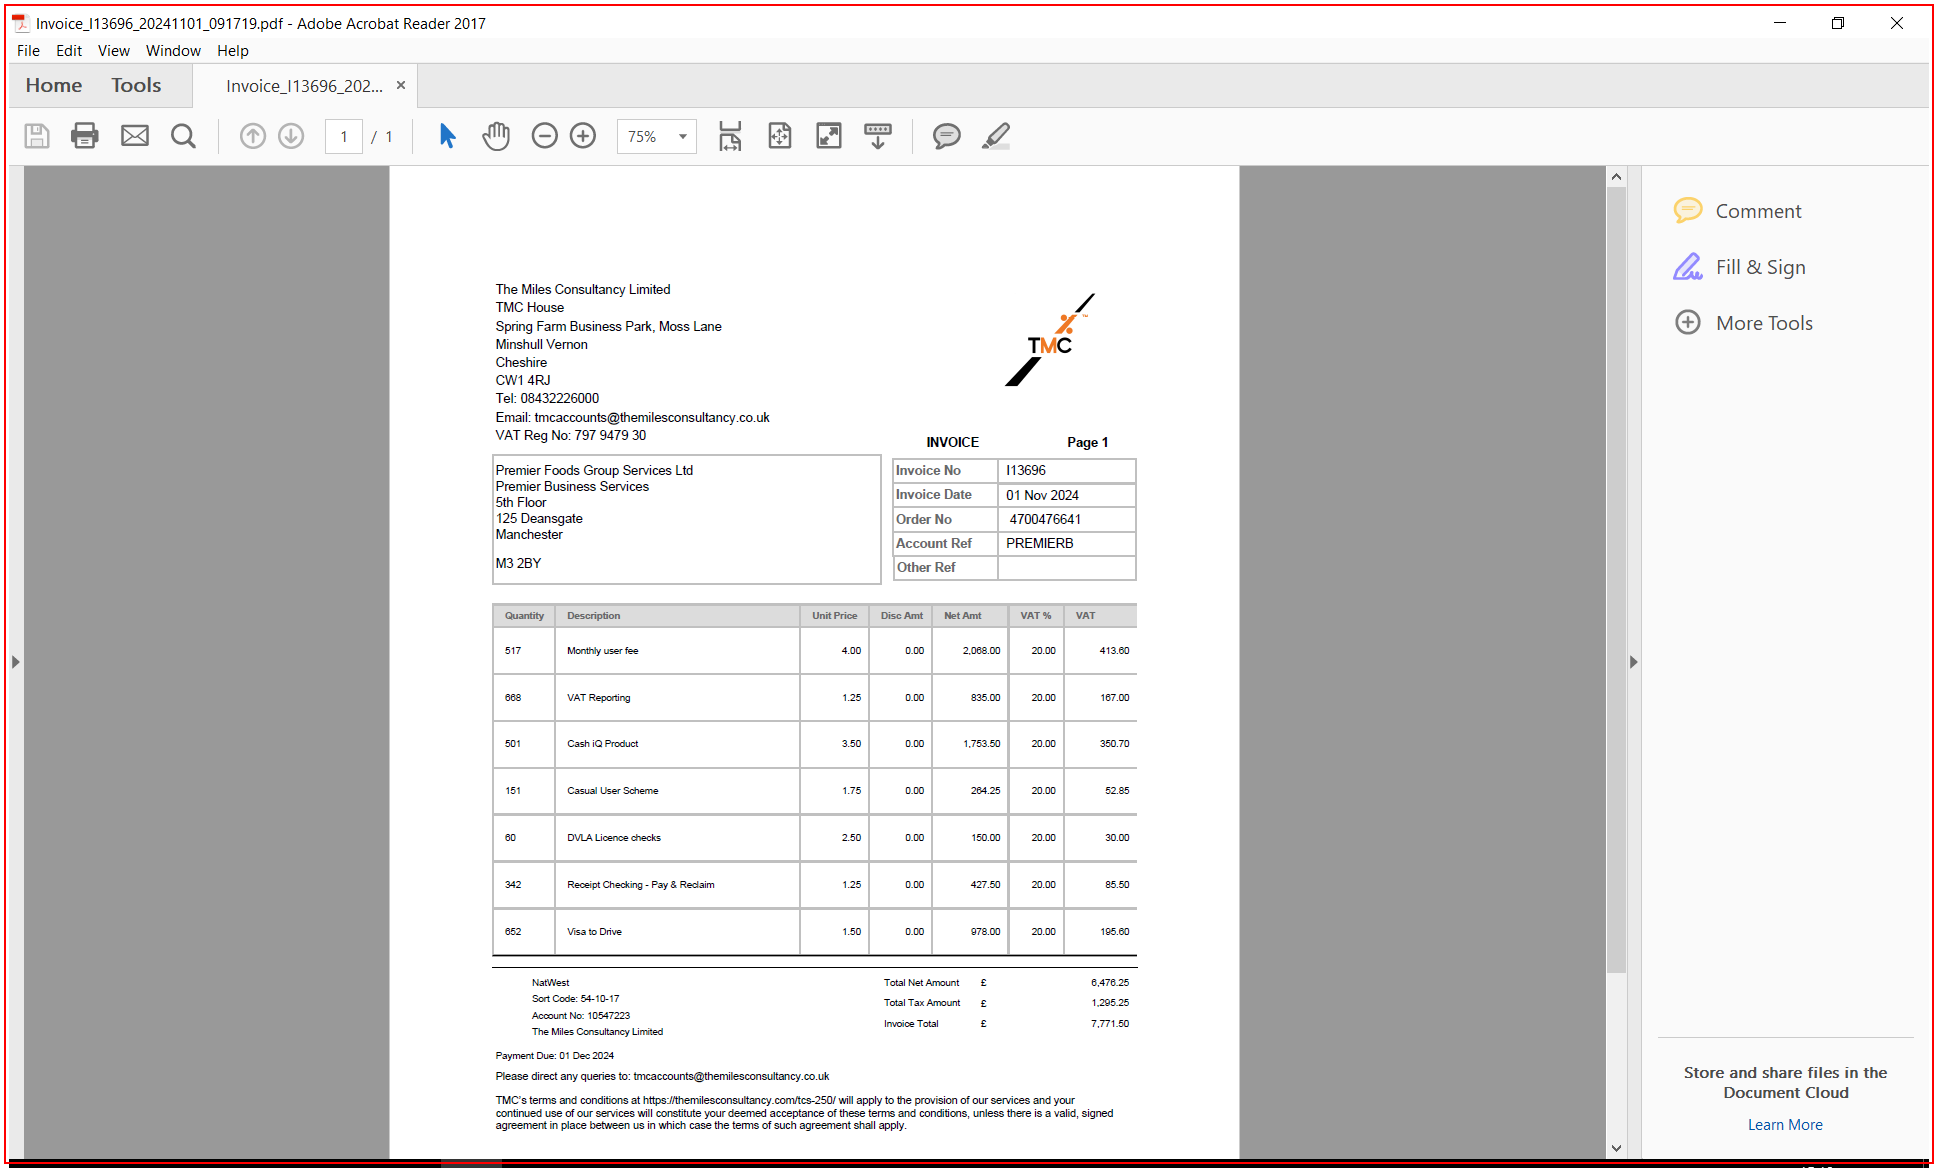 Invoice_I13696_20241101_091719.pdf - Adobe Acrobat Reader 2017
File Edit View Window Help
Home Tools Invoice_I13696_202... ×
1 / 1 75%
The Miles Consultancy Limited
TMC House
Spring Farm Business Park, Moss Lane
Minshull Vernon
Cheshire
CW1 4RJ
Tel: 08432226000
Email: tmcaccounts@themilesconsultancy.co.uk
VAT Reg No: 797 9479 30
TMC
TM
INVOICE Page 1
Premier Foods Group Services Ltd
Premier Business Services
5th Floor
125 Deansgate
Manchester
M3 2BY
Invoice No I13696
Invoice Date 01 Nov 2024
Order No 4700476641
Account Ref PREMIERB
Other Ref
Quantity Description Unit Price Disc Amt Net Amt VAT % VAT
517 Monthly user fee 4.00 0.00 2,068.00 20.00 413.60
668 VAT Reporting 1.25 0.00 835.00 20.00 167.00
501 Cash iQ Product 3.50 0.00 1,753.50 20.00 350.70
151 Casual User Scheme 1.75 0.00 264.25 20.00 52.85
60 DVLA Licence checks 2.50 0.00 150.00 20.00 30.00
342 Receipt Checking - Pay & Reclaim 1.25 0.00 427.50 20.00 85.50
652 Visa to Drive 1.50 0.00 978.00 20.00 195.60
NatWest
Sort Code: 54-10-17
Account No: 10547223
The Miles Consultancy Limited
Total Net Amount £ 6,476.25
Total Tax Amount £ 1,295.25
Invoice Total £ 7,771.50
Payment Due: 01 Dec 2024
Please direct any queries to: tmcaccounts@themilesconsultancy.co.uk
TMC's terms and conditions at https://themilesconsultancy.com/tcs-250/ will apply to the provision of our services and your
continued use of our services will constitute your deemed acceptance of these terms and conditions, unless there is a valid, signed
agreement in place between us in which case the terms of such agreement shall apply.
Comment
Fill & Sign
More Tools
Store and share files in the
Document Cloud
Learn More